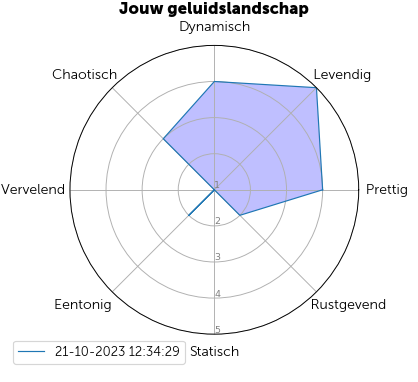 Jouw geluidslandschap
Dynamisch
Chaotisch
Levendig
Vervelend
1
Prettig
2
3
4
Eentonig
Rustgevend
5
21-10-2023 12:34:29
Statisch